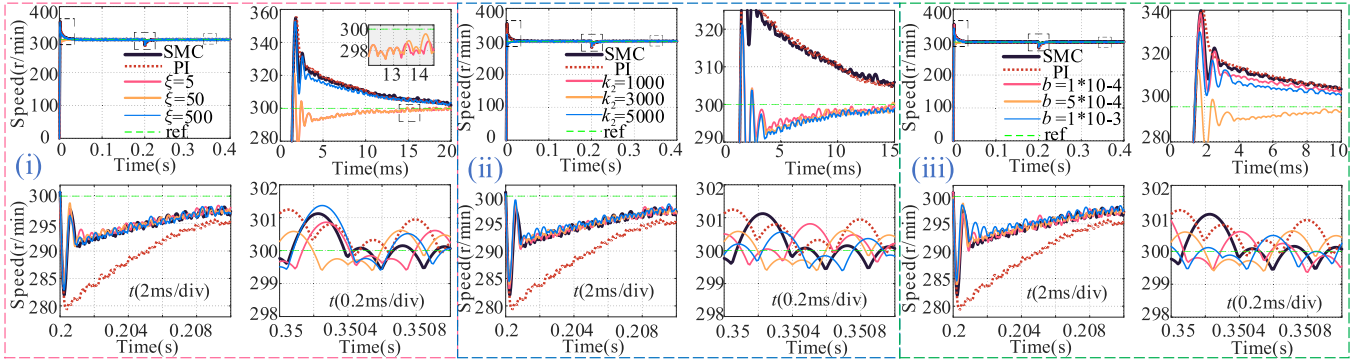 Speed(r/min)
400
300
200
100
0
0
0.1
0.2
0.3
0.4
Time(s)
SMC
PI
ξ=5
ξ=50
ξ=500
ref
(i)
360
340
320
300
280
0
5
10
15
20
Time(ms)
300
298
13
14
Speed(r/min)
300
295
290
285
280
0.2
0.204
0.208
Time(s)
t(2ms/div)
302
301
300
299
298
0.35
0.3504
0.3508
Time(s)
t(0.2ms/div)
Speed(r/min)
400
300
200
100
0
0
0.1
0.2
0.3
0.4
Time(s)
SMC
PI
k2=1000
k2=3000
k2=5000
ref
(ii)
320
310
300
290
0
5
10
15
Time(ms)
Speed(r/min)
300
295
290
285
280
0.2
0.204
0.208
Time(s)
t(2ms/div)
302
301
300
299
298
0.35
0.3504
0.3508
Time(s)
t(0.2ms/div)
Speed(r/min)
400
300
200
100
0
0
0.1
0.2
0.3
0.4
Time(s)
SMC
PI
b=1*10-4
b=5*10-4
b=1*10-3
ref
(iii)
340
320
300
280
0
2
4
6
8
10
Time(ms)
Speed(r/min)
300
295
290
285
280
0.2
0.204
0.208
Time(s)
t(2ms/div)
302
301
300
299
298
0.35
0.3504
0.3508
Time(s)
t(0.2ms/div)